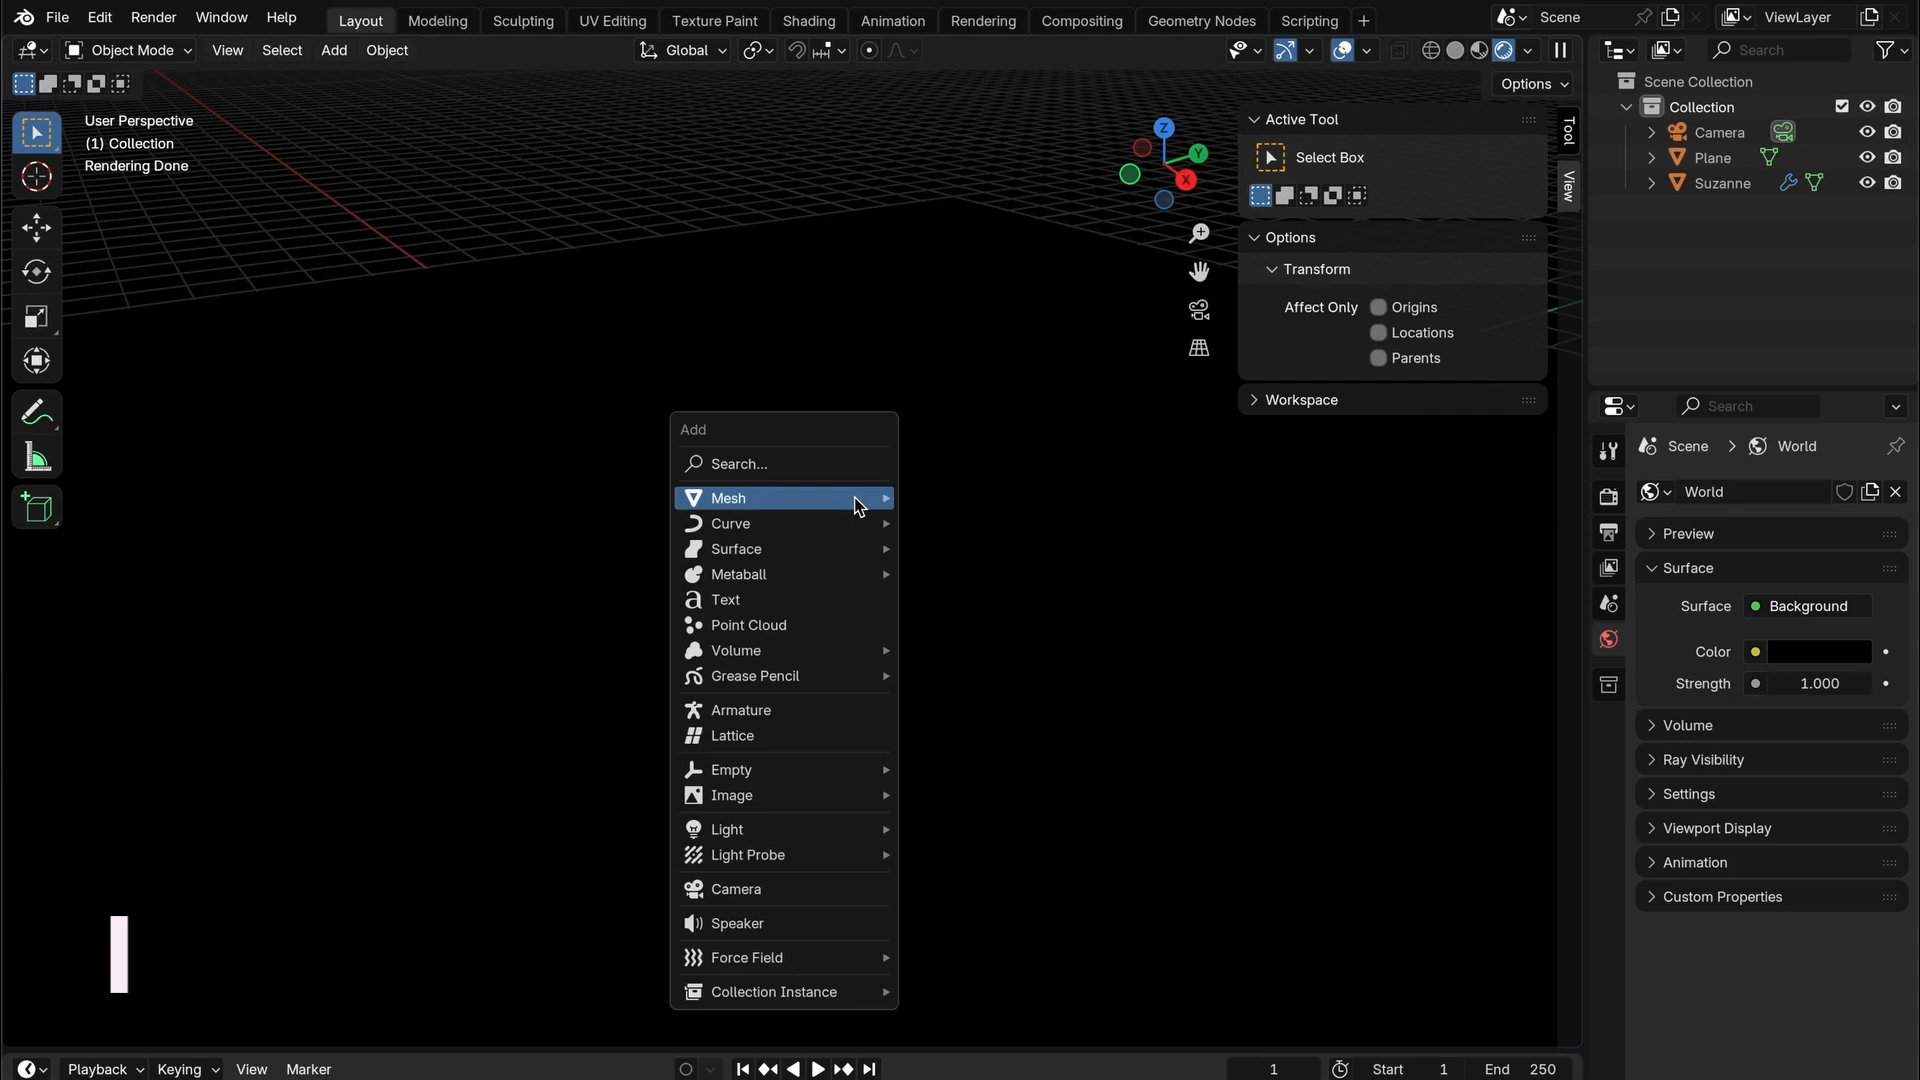 File Edit Render Window Help Layout Modeling Sculpting UV Editing Texture Paint Shading Animation Rendering Compositing Geometry Nodes Scripting + Scene ViewLayer
Object Mode View Select Add Object Global Search
Options
User Perspective
(1) Collection
Rendering Done
Z
Y
X
Active Tool
Select Box
Options
Transform
Affect Only Origins
Locations
Parents
Workspace
Tool
View
Scene Collection
Collection
Camera
Plane
Suzanne
Add
Search...
Mesh
Curve
Surface
Metaball
Text
Point Cloud
Volume
Grease Pencil
Armature
Lattice
Empty
Image
Light
Light Probe
Camera
Speaker
Force Field
Collection Instance
Search
Scene > World
World
Preview
Surface
Surface Background
Color
Strength 1.000
Volume
Ray Visibility
Settings
Viewport Display
Animation
Custom Properties
Playback Keying View Marker 1 Start 1 End 250